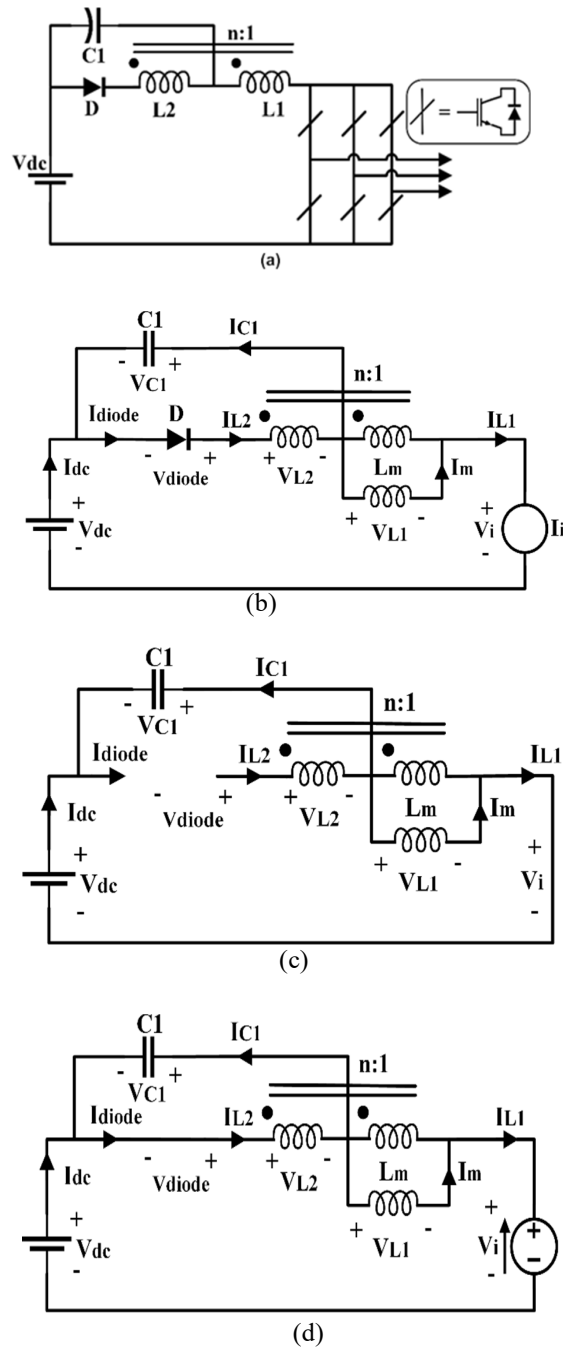 C1
n:1
D
L2
L1
=
Vdc
(a)
C1
IC1
- VC1 +
n:1
Idiode
D
IL2
IL1
- Vdiode +
+ VL2 -
Lm
Im
Idc
+
Vdc
-
+ VL1 -
+
Vi
-
Ii
(b)
C1
IC1
- VC1 +
n:1
Idiode
IL2
IL1
- Vdiode +
+ VL2 -
Lm
Im
Idc
+
Vdc
-
+ VL1 -
+
Vi
-
(c)
C1
IC1
- VC1 +
n:1
Idiode
IL2
IL1
- Vdiode +
+ VL2 -
Lm
Im
Idc
+
Vdc
-
+ VL1 -
+
Vi
-
+
-
(d)